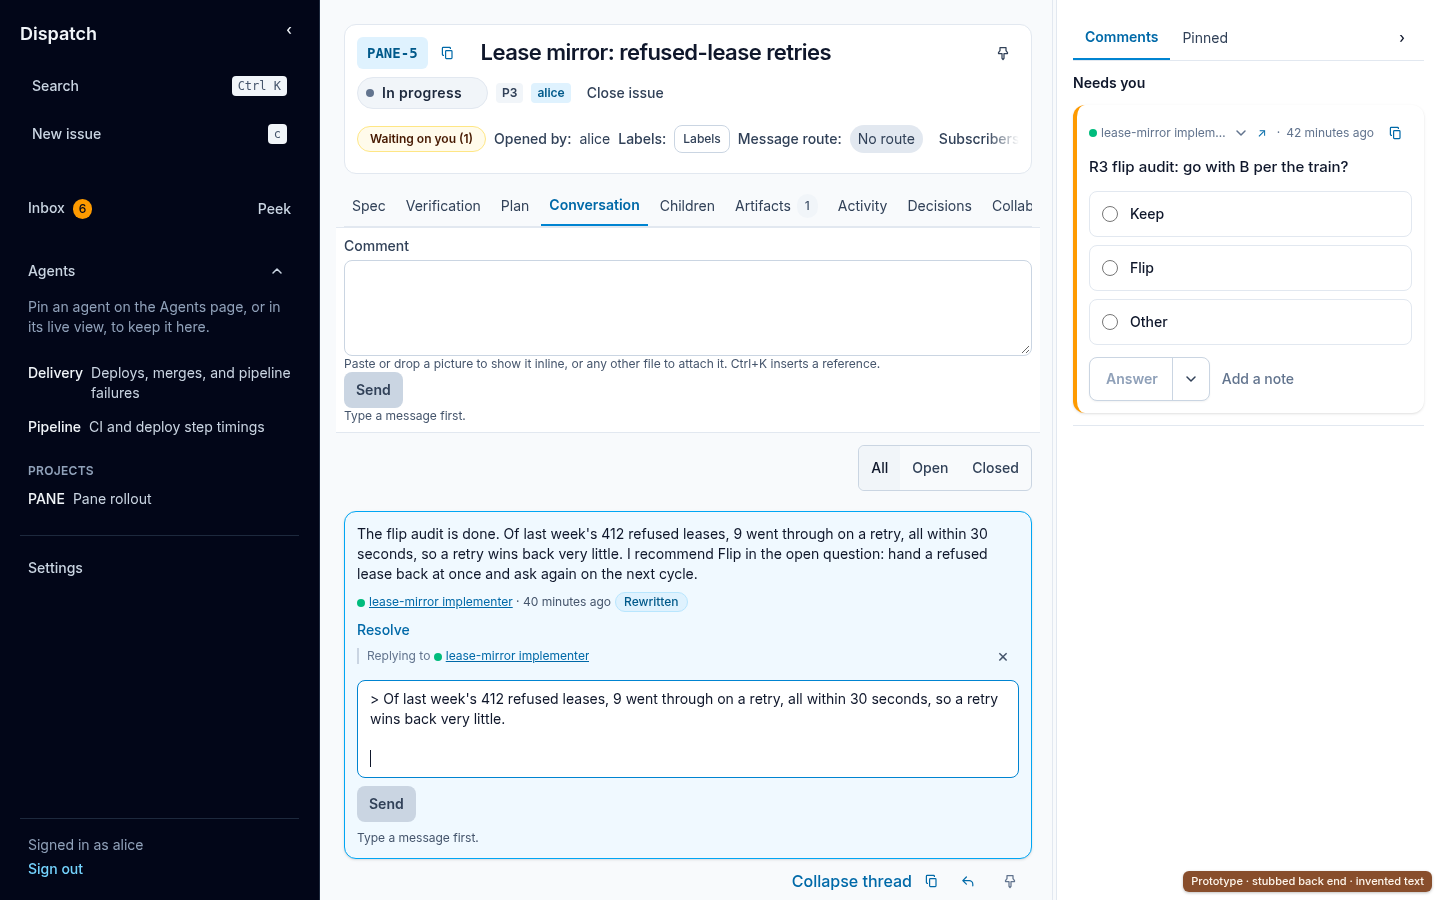 Dispatch
Search
Ctrl K
New issue
c
Inbox 6 Peek
Agents
Pin an agent on the Agents page, or in
its live view, to keep it here.
Delivery Deploys, merges, and pipeline
failures
Pipeline CI and deploy step timings
PROJECTS
PANE Pane rollout
Settings
Signed in as alice
Sign out
PANE-5 Lease mirror: refused-lease retries
In progress P3 alice Close issue
Waiting on you (1) Opened by: alice Labels: Labels Message route: No route Subscribers
Spec Verification Plan Conversation Children Artifacts 1 Activity Decisions Collab
Comment
Paste or drop a picture to show it inline, or any other file to attach it. Ctrl+K inserts a reference.
Send
Type a message first.
All Open Closed
The flip audit is done. Of last week's 412 refused leases, 9 went through on a retry, all within 30
seconds, so a retry wins back very little. I recommend Flip in the open question: hand a refused
lease back at once and ask again on the next cycle.
lease-mirror implementer · 40 minutes ago Rewritten
Resolve
Replying to lease-mirror implementer
> Of last week's 412 refused leases, 9 went through on a retry, all within 30 seconds, so a retry
wins back very little.
Send
Type a message first.
Collapse thread
Comments Pinned
Needs you
lease-mirror implem... · 42 minutes ago
R3 flip audit: go with B per the train?
Keep
Flip
Other
Answer Add a note
Prototype · stubbed back end · invented text